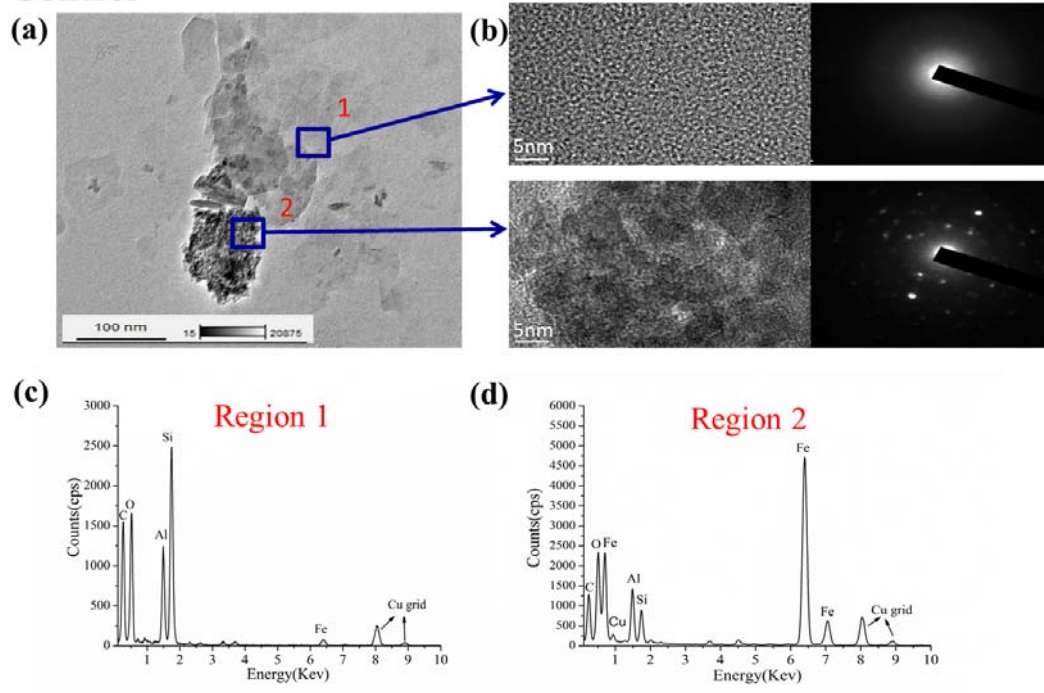 (a)
1
2
100 nm
15
20875
(b)
5nm
5nm
(c)
Region 1
Counts(cps)
3000
2500
2000
1500
1000
500
0
C
O
Al
Si
Fe
Cu grid
1 2 3 4 5 6 7 8 9 10
Energy(Kev)
(d)
Region 2
Counts(cps)
6000
5500
5000
4500
4000
3500
3000
2500
2000
1500
1000
500
0
C
O
Fe
Cu
Al
Si
Fe
Fe
Cu grid
1 2 3 4 5 6 7 8 9 10
Energy(Kev)